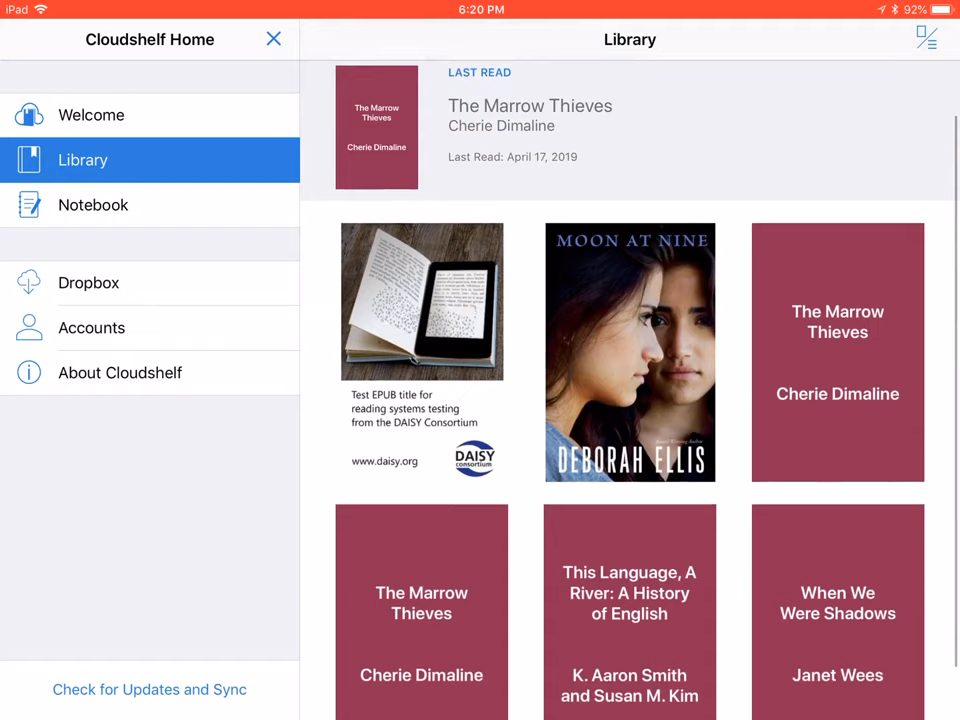 iPad 6:20 PM 92%
Cloudshelf Home
Library
Welcome
Library
Notebook
Dropbox
Accounts
About Cloudshelf
Check for Updates and Sync
The Marrow
Thieves
Cherie Dimaline
LAST READ
The Marrow Thieves
Cherie Dimaline
Last Read: April 17, 2019
Test EPUB title for
reading systems testing
from the DAISY Consortium
www.daisy.org
DAISY
consortium
MOON AT NINE
Award Winning Author
DEBORAH ELLIS
The Marrow
Thieves
Cherie Dimaline
The Marrow
Thieves
Cherie Dimaline
This Language, A
River: A History
of English
K. Aaron Smith
and Susan M. Kim
When We
Were Shadows
Janet Wees